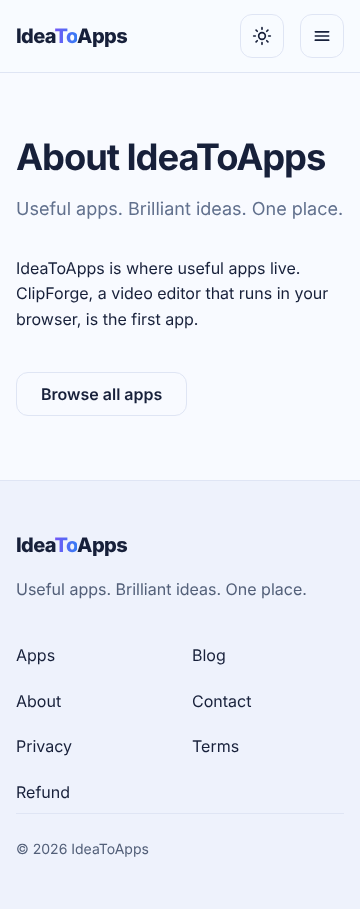 IdeaToApps
About IdeaToApps
Useful apps. Brilliant ideas. One place.
IdeaToApps is where useful apps live.
ClipForge, a video editor that runs in your
browser, is the first app.
Browse all apps
IdeaToApps
Useful apps. Brilliant ideas. One place.
Apps
Blog
About
Contact
Privacy
Terms
Refund
© 2026 IdeaToApps